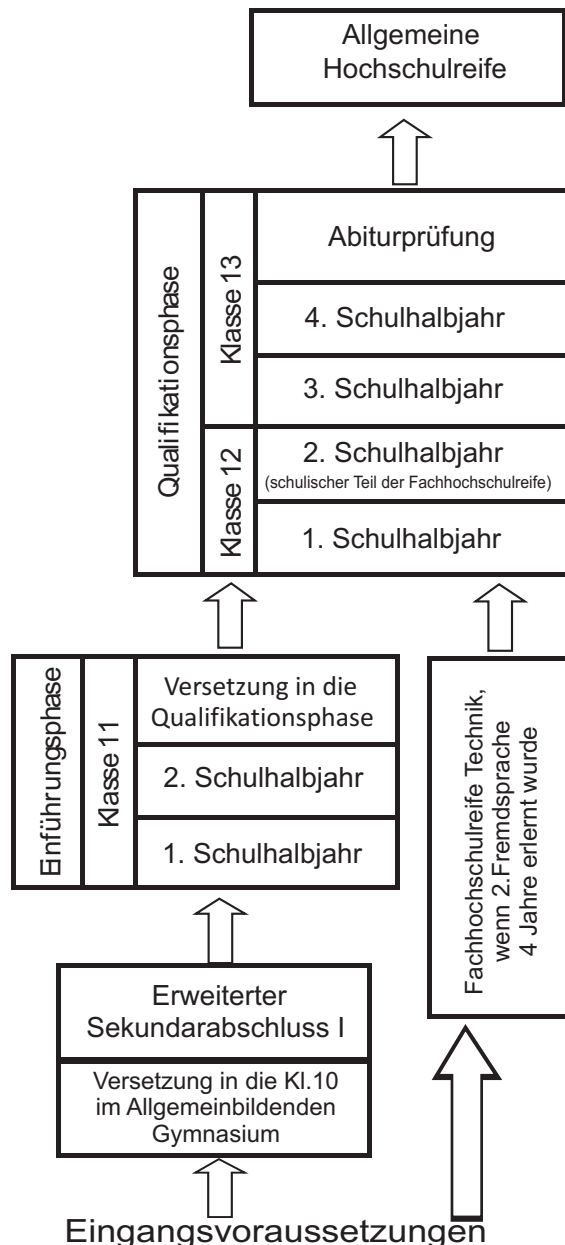 Allgemeine
Hochschulreife
Qualifikationsphase
Klasse 13
Abiturprüfung
4. Schulhalbjahr
3. Schulhalbjahr
Klasse 12
2. Schulhalbjahr
(schulischer Teil der Fachhochschulreife)
1. Schulhalbjahr
Einführungsphase
Klasse 11
Versetzung in die
Qualifikationsphase
2. Schulhalbjahr
1. Schulhalbjahr
Fachhochschulreife Technik,
wenn 2.Fremdsprache
4 Jahre erlernt wurde
Erweiterter
Sekundarabschluss I
Versetzung in die Kl.10
im Allgemeinbildenden
Gymnasium
Eingangsvoraussetzungen